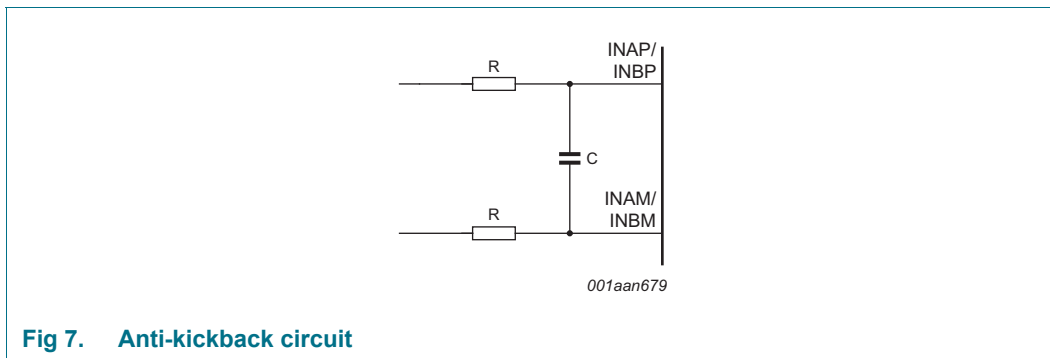 INAP/
INBP
R
C
INAM/
INBM
R
001aan679
Fig 7. Anti-kickback circuit